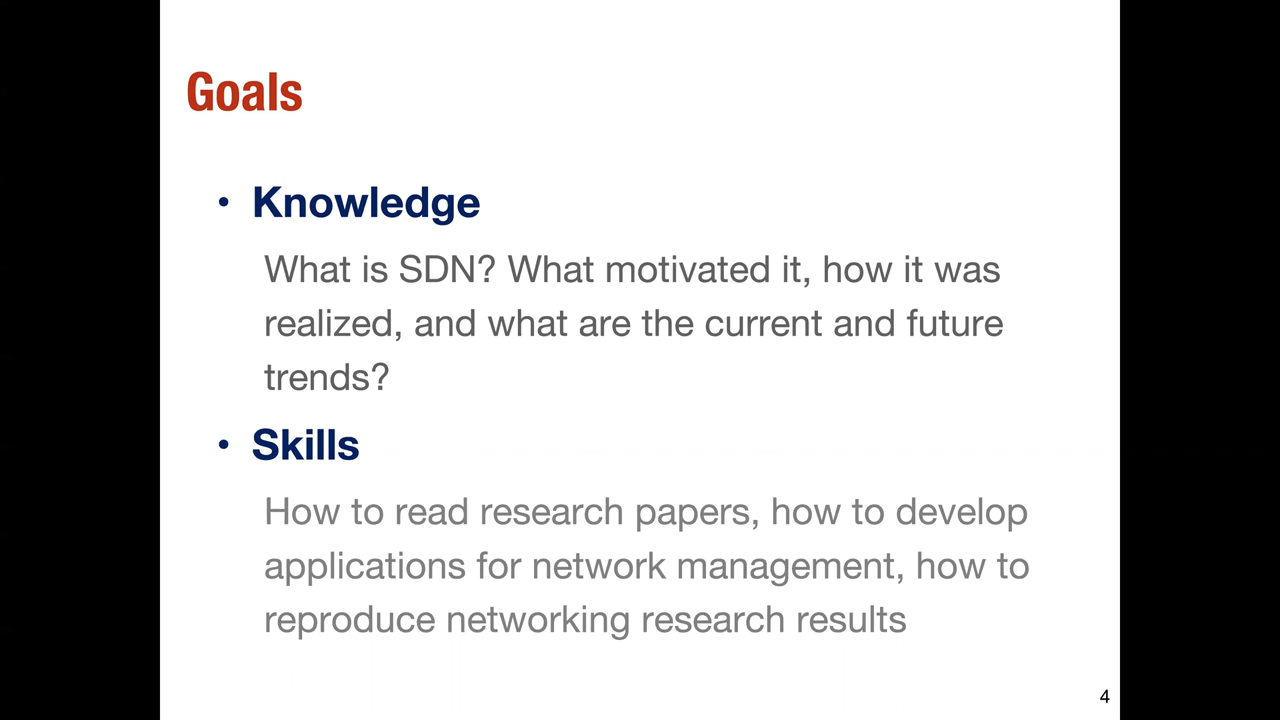 Goals
• Knowledge
What is SDN? What motivated it, how it was
realized, and what are the current and future
trends?
• Skills
How to read research papers, how to develop
applications for network management, how to
reproduce networking research results
4